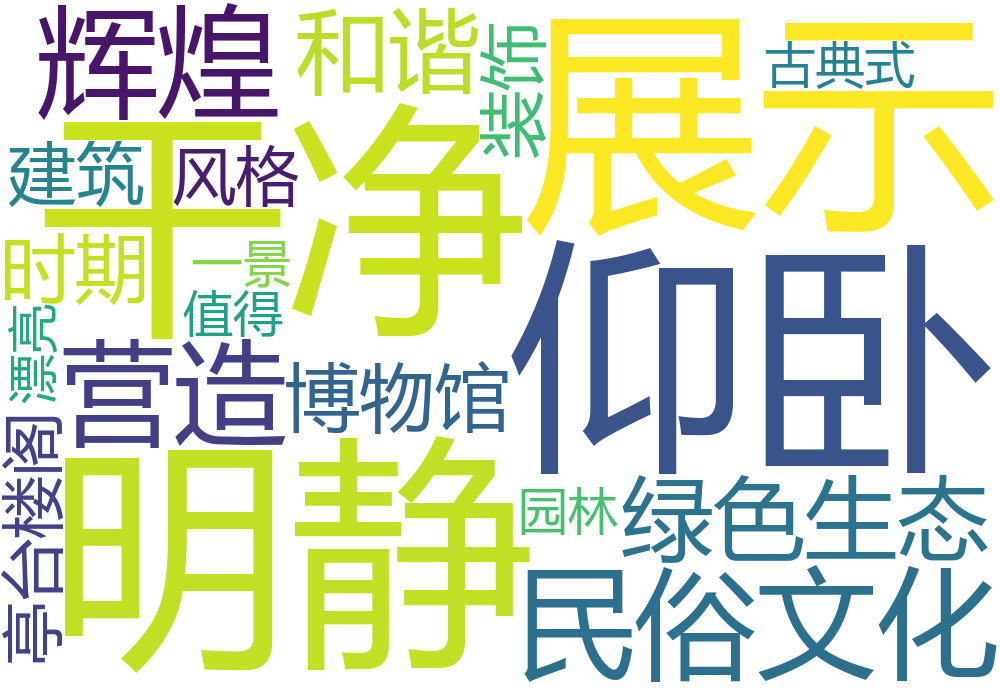 辉煌
和谐
装饰
展示
古典式
干净
建筑
风格
时期
一景
值得
漂亮
仰卧
营造
博物馆
亭台楼阁
明静
园林
绿色生态
民俗文化